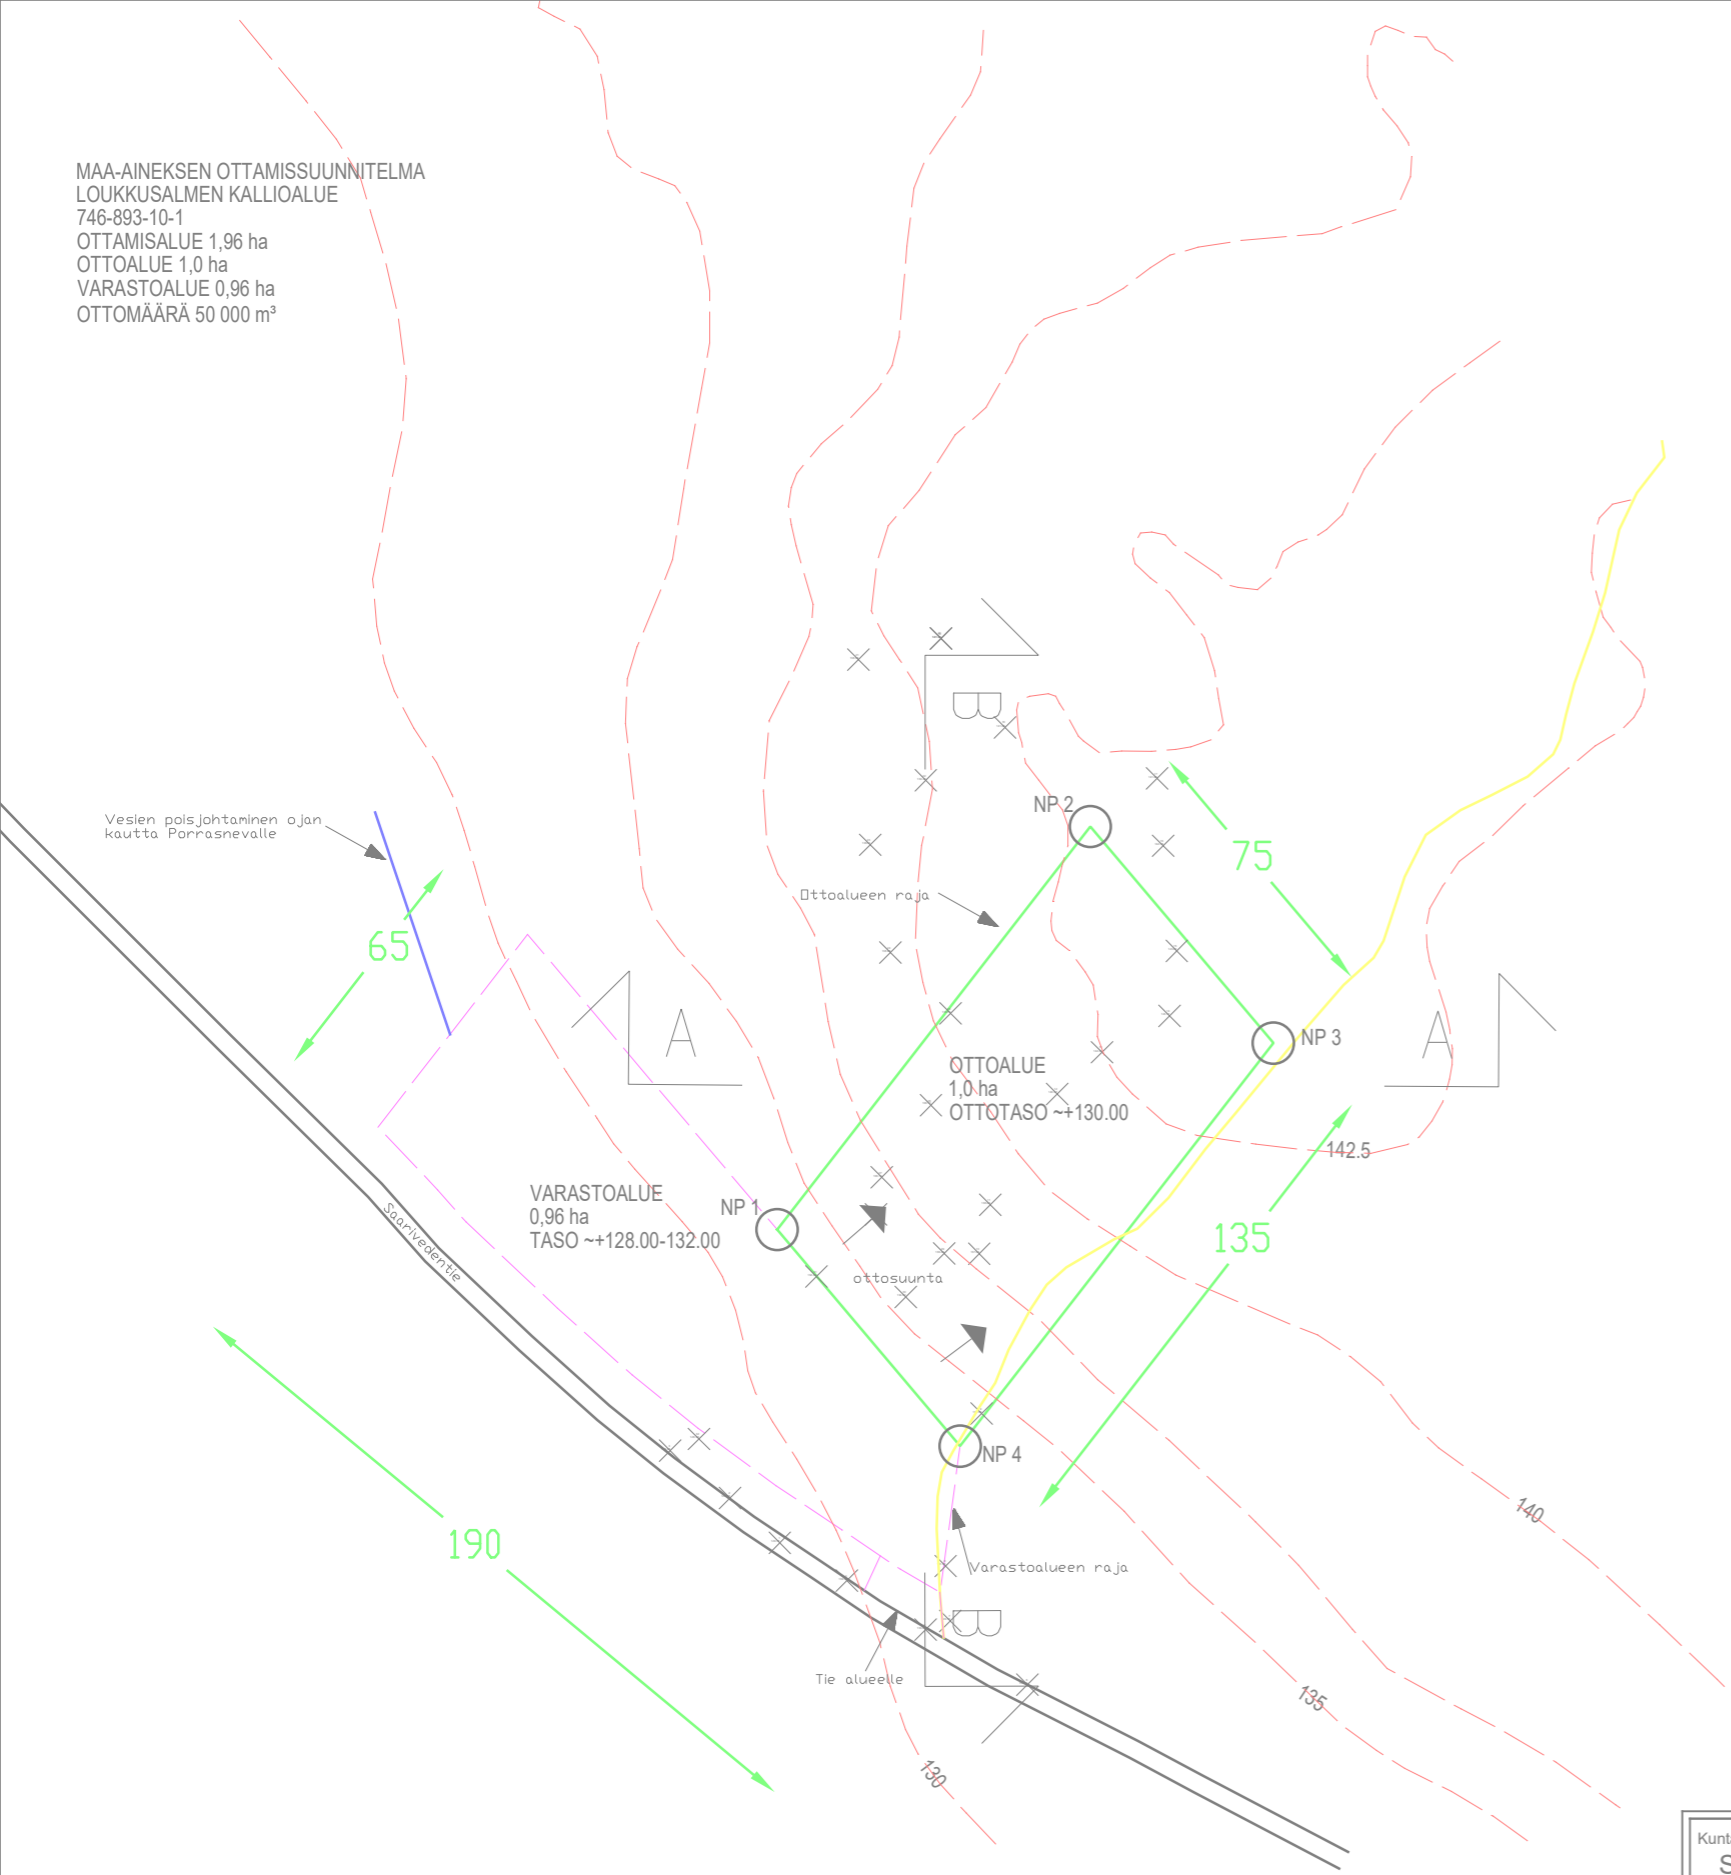 MAA-AINEKSEN OTTAMISSUUNNITELMA
LOUKKUSALMEN KALLIOALUE
746-893-10-1
OTTAMISALUE 1,96 ha
OTTOALUE 1,0 ha
VARASTOALUE 0,96 ha
OTTOMÄÄRÄ 50 000 m³
B
NP 2
Vesien poisjohtaminen ojan
kautta Porrasnevalle
75
Ottoalueen raja
65
A
A
NP 3
OTTOALUE
1,0 ha
OTTOTASO ~+130.00
142.5
VARASTOALUE
0,96 ha
TASO ~+128.00-132.00
NP 1
Saarivedentie
135
ottosuunta
NP 4
140
190
Varastoalueen raja
B
Tie alueelle
135
130